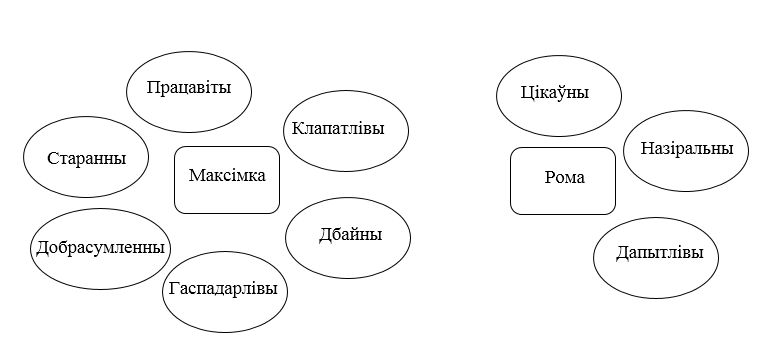 Працавіты
Клапатлівы
Старанны
Максімка
Дбайны
Добрасумленны
Гаспадарлівы
Цікаўны
Назіральны
Рома
Дапытлівы